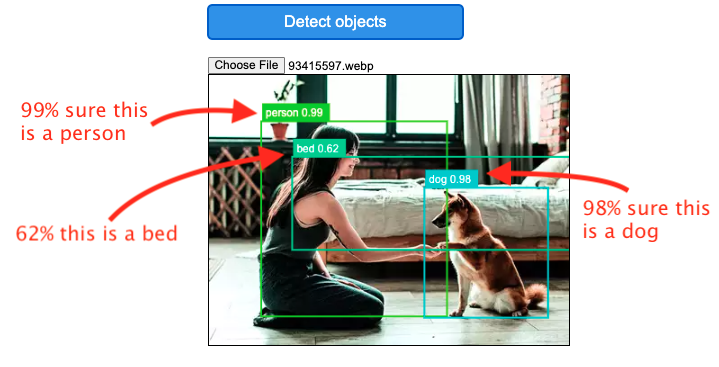 Detect objects
Choose File 93415597.webp
99% sure this
is a person
person 0.99
bed 0.62
dog 0.98
62% this is a bed
98% sure this
is a dog